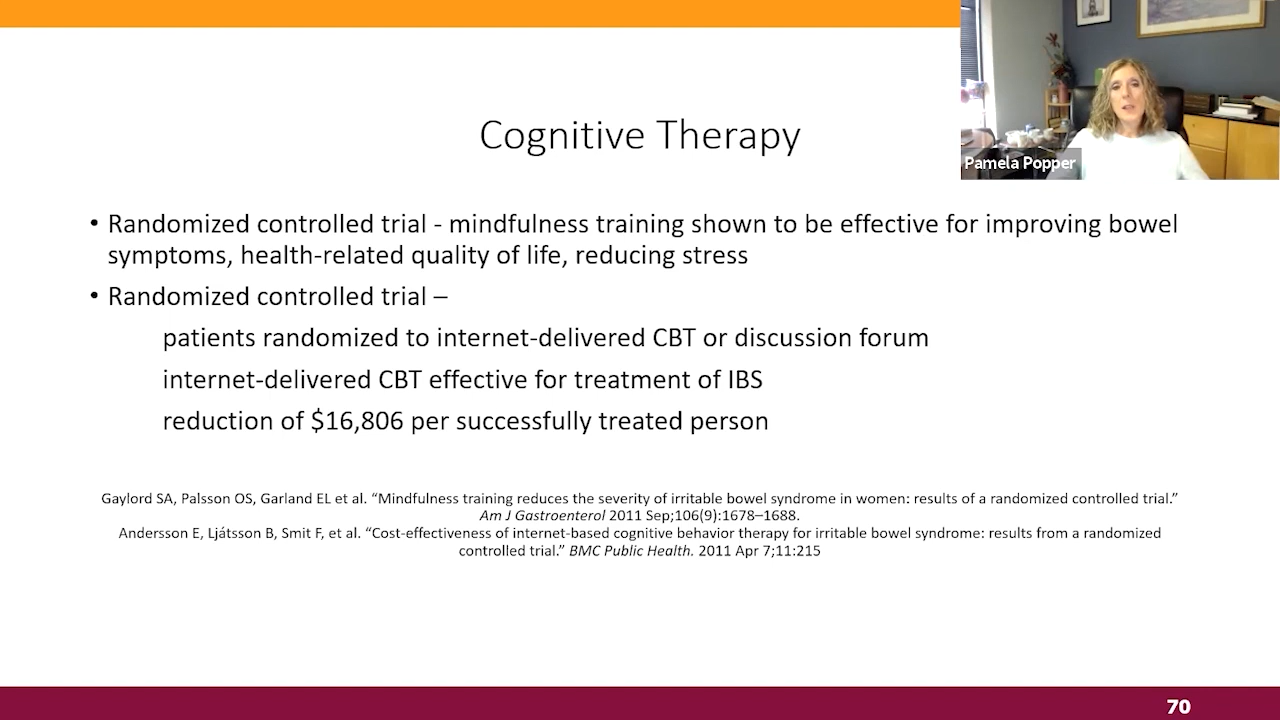 Cognitive Therapy
Pamela Popper
• Randomized controlled trial - mindfulness training shown to be effective for improving bowel
symptoms, health-related quality of life, reducing stress
• Randomized controlled trial –
patients randomized to internet-delivered CBT or discussion forum
internet-delivered CBT effective for treatment of IBS
reduction of $16,806 per successfully treated person
Gaylord SA, Palsson OS, Garland EL et al. “Mindfulness training reduces the severity of irritable bowel syndrome in women: results of a randomized controlled trial.”
Am J Gastroenterol 2011 Sep;106(9):1678–1688.
Andersson E, Ljátsson B, Smit F, et al. “Cost-effectiveness of internet-based cognitive behavior therapy for irritable bowel syndrome: results from a randomized
controlled trial.” BMC Public Health. 2011 Apr 7;11:215
70